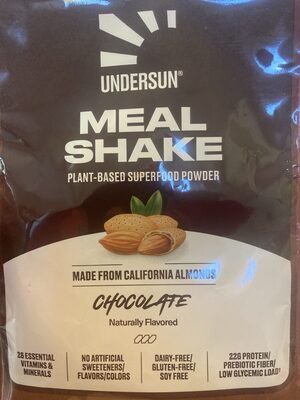 UNDERSUN®
MEAL
SHAKE
PLANT-BASED SUPERFOOD POWDER
MADE FROM CALIFORNIA ALMONDS
CHOCOLATE
Naturally Flavored
26 ESSENTIAL
VITAMINS &
MINERALS
NO ARTIFICIAL
SWEETENERS/
FLAVORS/COLORS
DAIRY-FREE/
GLUTEN-FREE/
SOY FREE
22G PROTEIN/
PREBIOTIC FIBER/
LOW GLYCEMIC LOAD